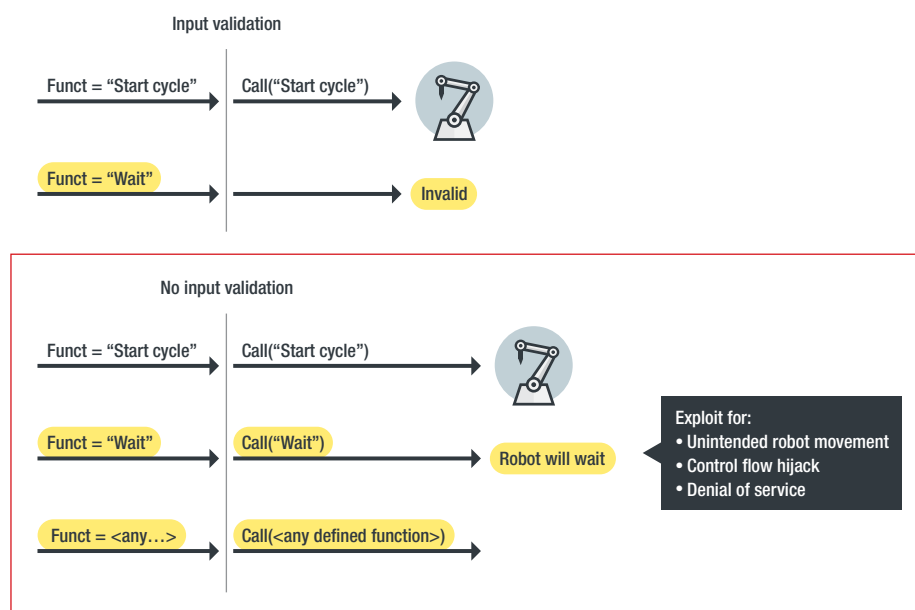 Input validation
Funct = “Start cycle”
Call(“Start cycle”)
Funct = “Wait”
Invalid
No input validation
Funct = “Start cycle”
Call(“Start cycle”)
Funct = “Wait”
Call(“Wait”)
Robot will wait
Exploit for:
• Unintended robot movement
• Control flow hijack
• Denial of service
Funct = <any…>
Call(<any defined function>)